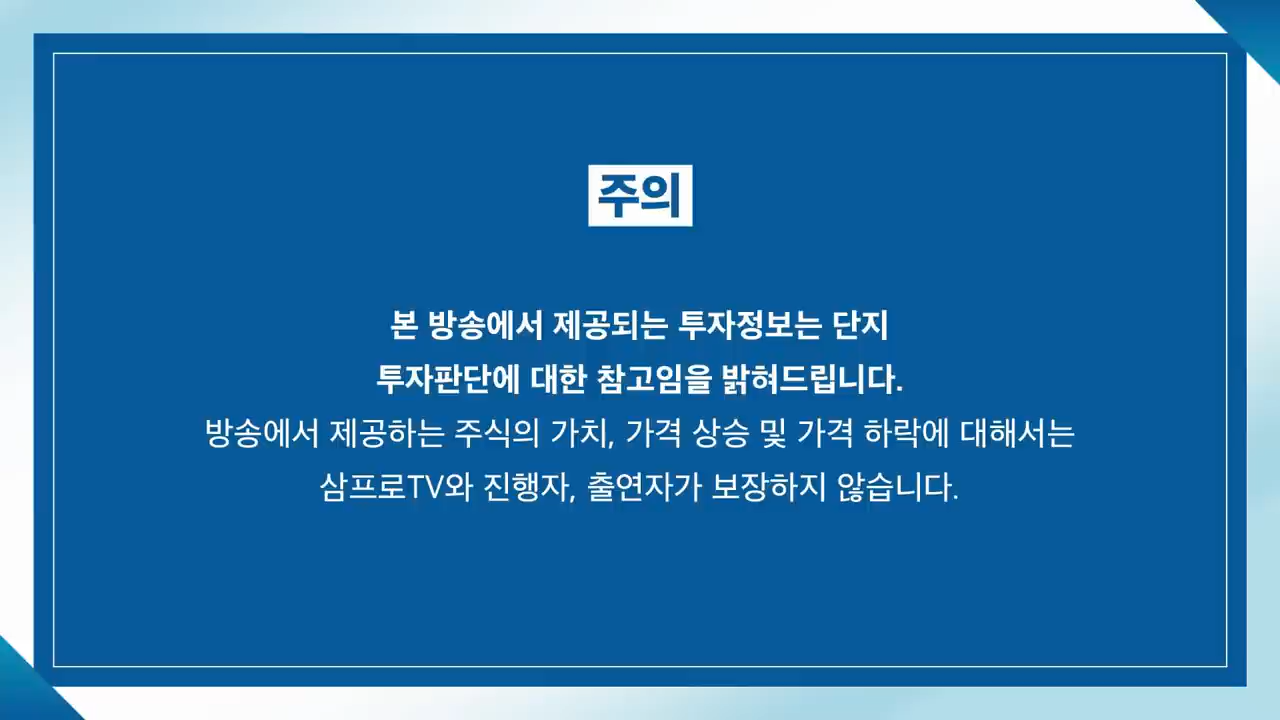 주의
본 방송에서 제공되는 투자정보는 단지
투자판단에 대한 참고임을 밝혀드립니다.
방송에서 제공하는 주식의 가치, 가격 상승 및 가격 하락에 대해서는
삼프로TV와 진행자, 출연자가 보장하지 않습니다.